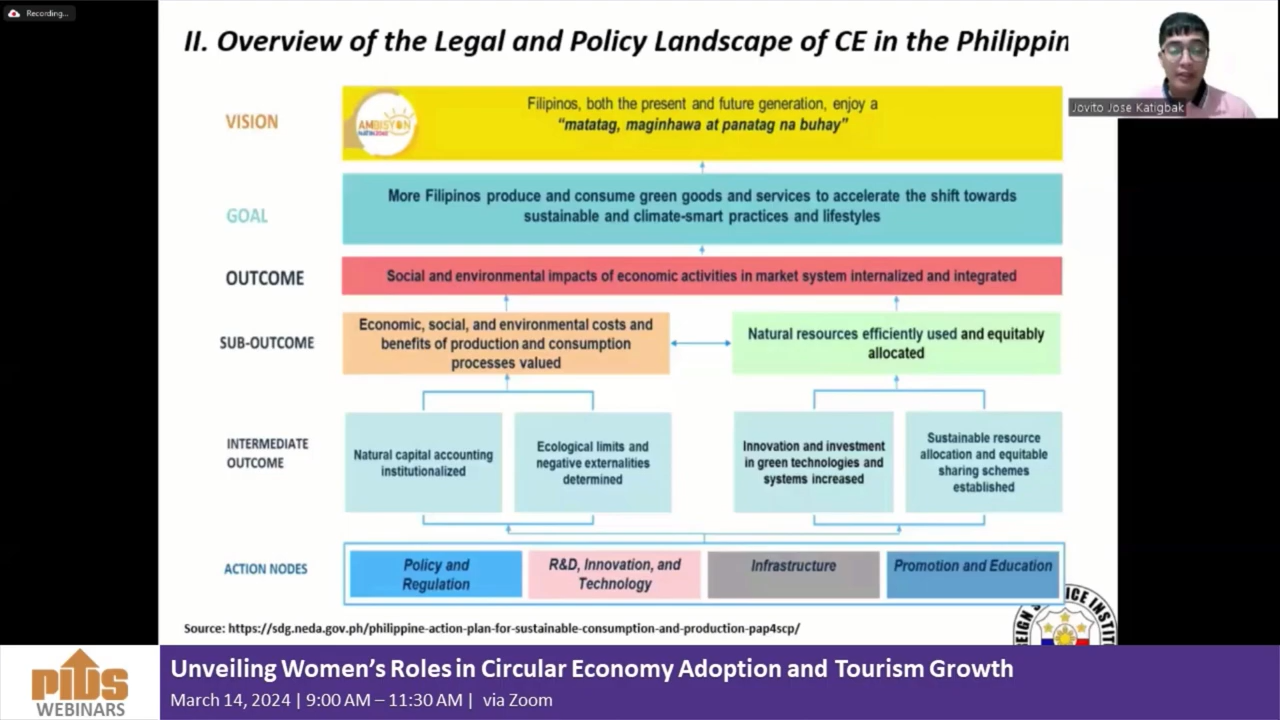 Recording...
II. Overview of the Legal and Policy Landscape of CE in the Philippin
Jovito Jose Katigbak
VISION
AMBISYON
Filipinos, both the present and future generation, enjoy a
“matatag, maginhawa at panatag na buhay”
GOAL
More Filipinos produce and consume green goods and services to accelerate the shift towards
sustainable and climate-smart practices and lifestyles
OUTCOME
Social and environmental impacts of economic activities in market system internalized and integrated
SUB-OUTCOME
Economic, social, and environmental costs and
benefits of production and consumption
processes valued
Natural resources efficiently used and equitably
allocated
INTERMEDIATE
OUTCOME
Natural capital accounting
institutionalized
Ecological limits and
negative externalities
determined
Innovation and investment
in green technologies and
systems increased
Sustainable resource
allocation and equitable
sharing schemes
established
ACTION NODES
Policy and
Regulation
R&D, Innovation, and
Technology
Infrastructure
Promotion and Education
Source: https://sdg.neda.gov.ph/philippine-action-plan-for-sustainable-consumption-and-production-pap4scp/
EIGN SERVICE INSTIT
PIDS
WEBINARS
Unveiling Women’s Roles in Circular Economy Adoption and Tourism Growth
March 14, 2024 | 9:00 AM – 11:30 AM | via Zoom